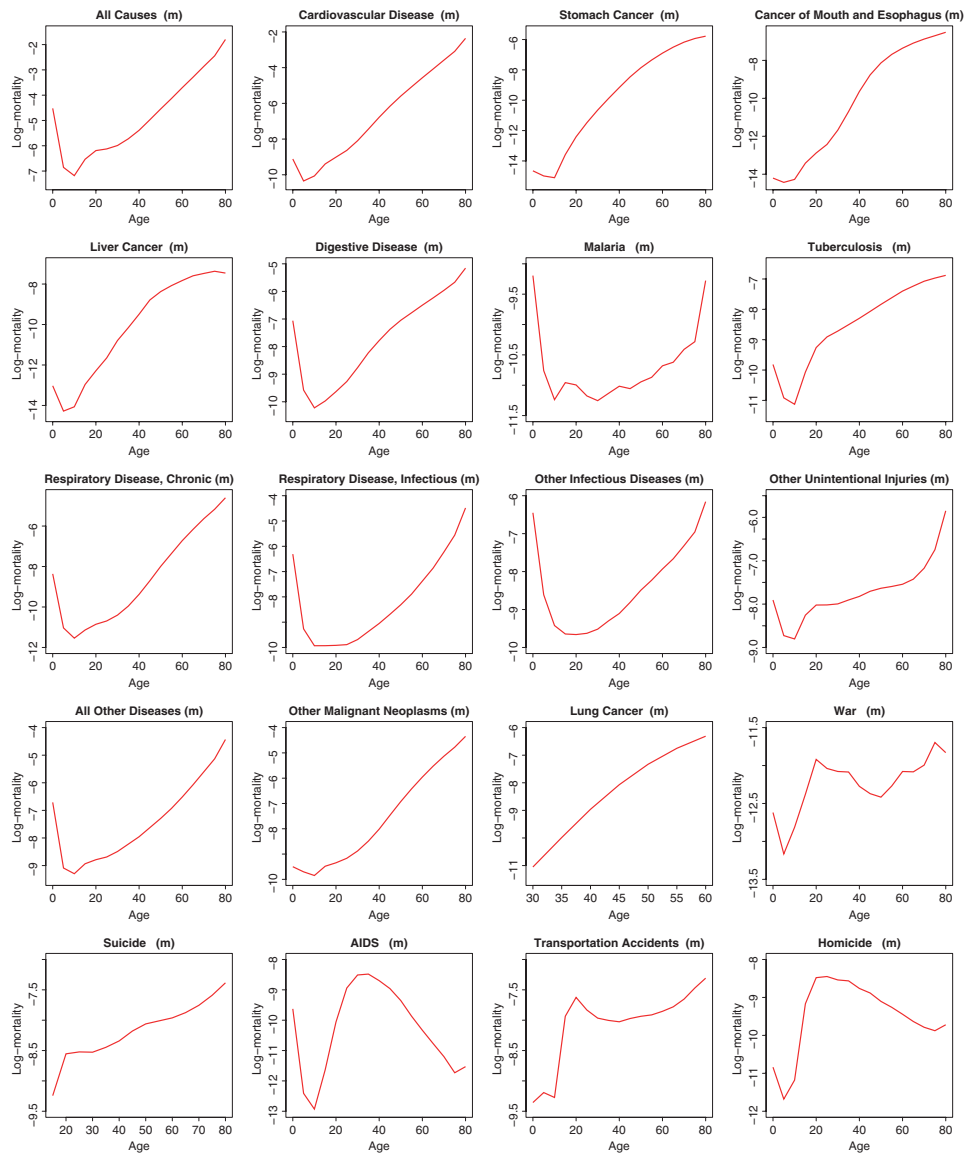 All Causes (m)
Log−mortality
−2
−3
−4
−5
−6
−7
0 20 40 60 80
Age
Cardiovascular Disease (m)
Log−mortality
−2
−4
−6
−8
−10
0 20 40 60 80
Age
Stomach Cancer (m)
Log−mortality
−6
−8
−10
−12
−14
0 20 40 60 80
Age
Cancer of Mouth and Esophagus (m)
Log−mortality
−8
−10
−12
−14
0 20 40 60 80
Age
Liver Cancer (m)
Log−mortality
−8
−10
−12
−14
0 20 40 60 80
Age
Digestive Disease (m)
Log−mortality
−5
−6
−7
−8
−9
−10
0 20 40 60 80
Age
Malaria (m)
Log−mortality
−9.5
−10.5
−11.5
0 20 40 60 80
Age
Tuberculosis (m)
Log−mortality
−7
−8
−9
−10
−11
0 20 40 60 80
Age
Respiratory Disease, Chronic (m)
Log−mortality
−6
−8
−10
−12
0 20 40 60 80
Age
Respiratory Disease, Infectious (m)
Log−mortality
−4
−5
−6
−7
−8
−10
0 20 40 60 80
Age
Other Infectious Diseases (m)
Log−mortality
−6
−7
−8
−9
−10
0 20 40 60 80
Age
Other Unintentional Injuries (m)
Log−mortality
−6.0
−7.0
−8.0
−9.0
0 20 40 60 80
Age
All Other Diseases (m)
Log−mortality
−4
−5
−6
−7
−8
−9
0 20 40 60 80
Age
Other Malignant Neoplasms (m)
Log−mortality
−4
−5
−6
−7
−8
−10
0 20 40 60 80
Age
Lung Cancer (m)
Log−mortality
−6
−7
−8
−9
−11
30 35 40 45 50 55 60
Age
War (m)
Log−mortality
−11.5
−12.5
−13.5
0 20 40 60 80
Age
Suicide (m)
Log−mortality
−7.5
−8.5
−9.5
20 30 40 50 60 70 80
Age
AIDS (m)
Log−mortality
−8
−9
−10
−11
−12
−13
0 20 40 60 80
Age
Transportation Accidents (m)
Log−mortality
−7.5
−8.5
−9.5
0 20 40 60 80
Age
Homicide (m)
Log−mortality
−8
−9
−10
−11
−12
0 20 40 60 80
Age